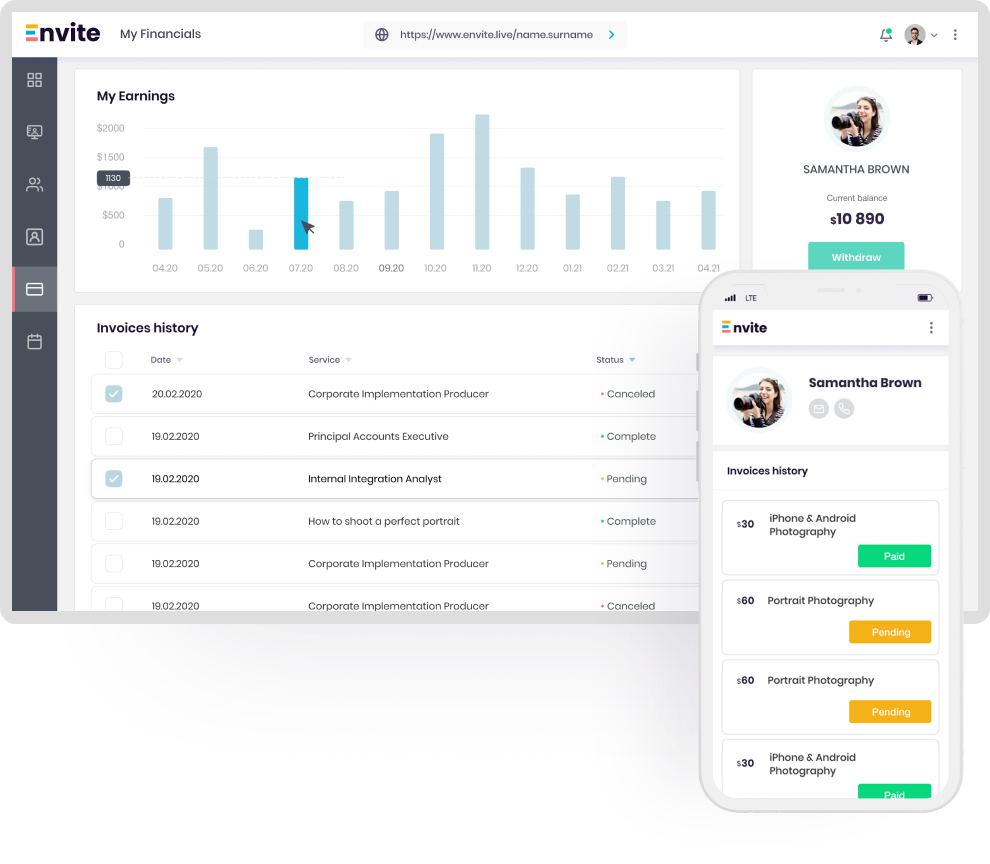 Envite
My Financials
https://www.envite.live/name.surname
My Earnings
$2000
$1500
1130
$1000
$500
0
04.20 05.20 06.20 07.20 08.20 09.20 10.20 11.20 12.20 01.21 02.21 03.21 04.21
SAMANTHA BROWN
Current balance
$10 890
Withdraw
Invoices history
Date Service Status
20.02.2020 Corporate Implementation Producer Canceled
19.02.2020 Principal Accounts Executive Complete
19.02.2020 Internal Integration Analyst Pending
19.02.2020 How to shoot a perfect portrait Complete
19.02.2020 Corporate Implementation Producer Pending
19.02.2020 Corporate Implementation Producer Canceled
LTE
Envite
Samantha Brown
Invoices history
$30 iPhone & Android
Photography
Paid
$60 Portrait Photography
Pending
$60 Portrait Photography
Pending
$30 iPhone & Android
Photography
Paid